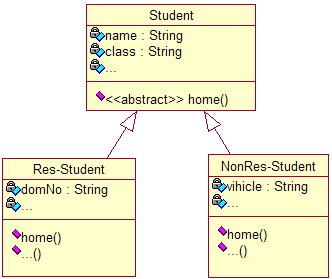 Student
name : String
class : String
...
<<abstract>> home()
Res-Student
domNo : String
...
home()
...()
NonRes-Student
vihicle : String
...
home()
...()